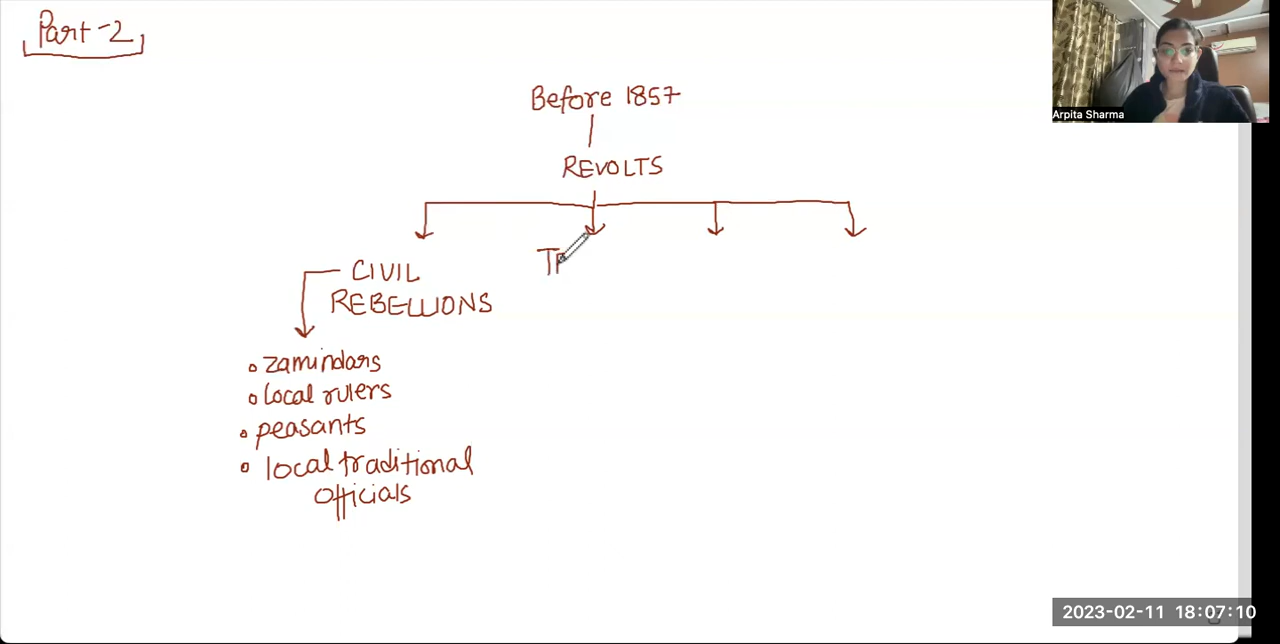 Part-2
Before 1857
REVOLTS
CIVIL
REBELLIONS
TR
• zamindars
• local rulers
• peasants
• local traditional
officials
Arpita Sharma
2023-02-11 18:07:10